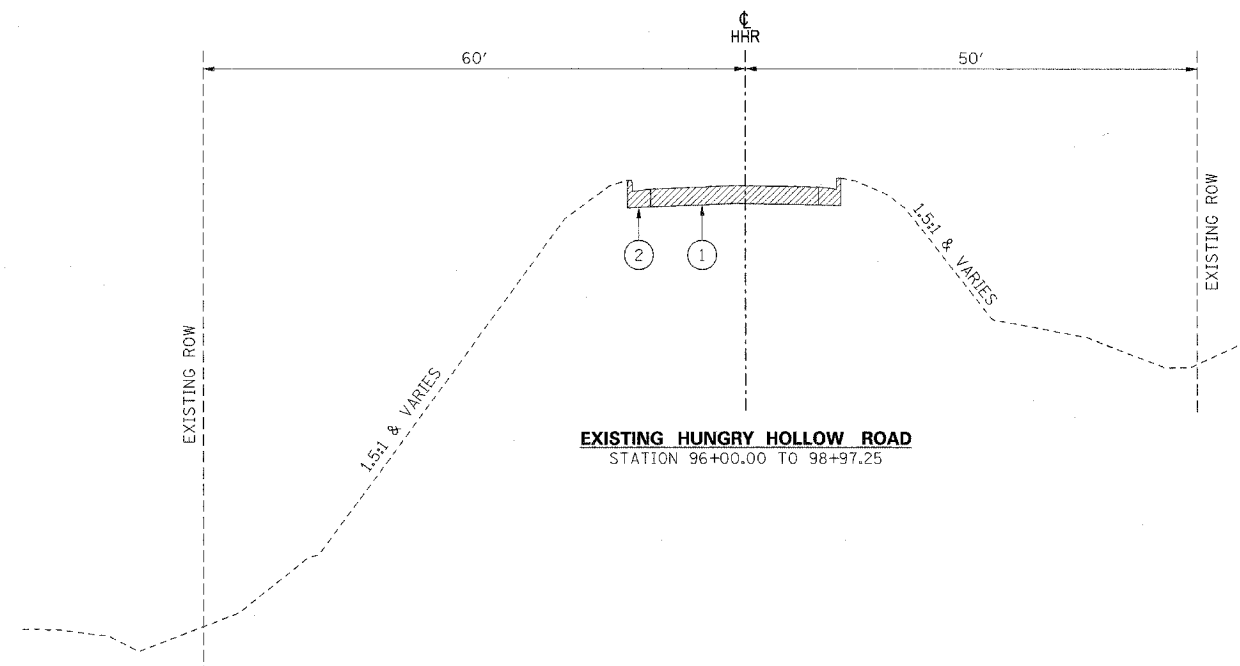 ℄
HHR
60'
50'
EXISTING ROW
1.5:1 & VARIES
2
1
1.5:1 & VARIES
EXISTING ROW
EXISTING HUNGRY HOLLOW ROAD
STATION 96+00.00 TO 98+97.25